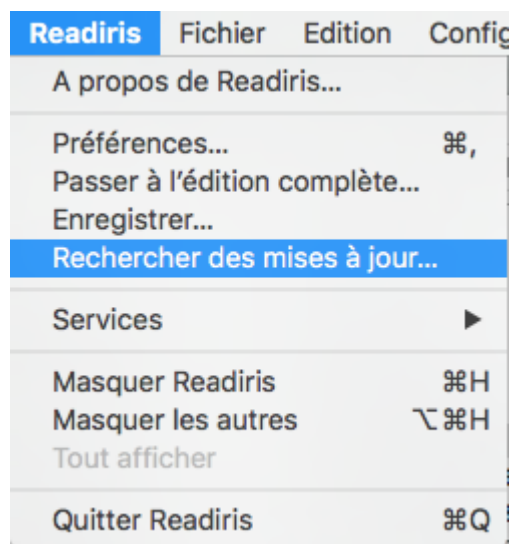 Readiris Fichier Edition Config
A propos de Readiris...
Préférences... ⌘,
Passer à l'édition complète...
Enregistrer...
Rechercher des mises à jour...
Services ▶
Masquer Readiris ⌘H
Masquer les autres ⌥⌘H
Tout afficher
Quitter Readiris ⌘Q